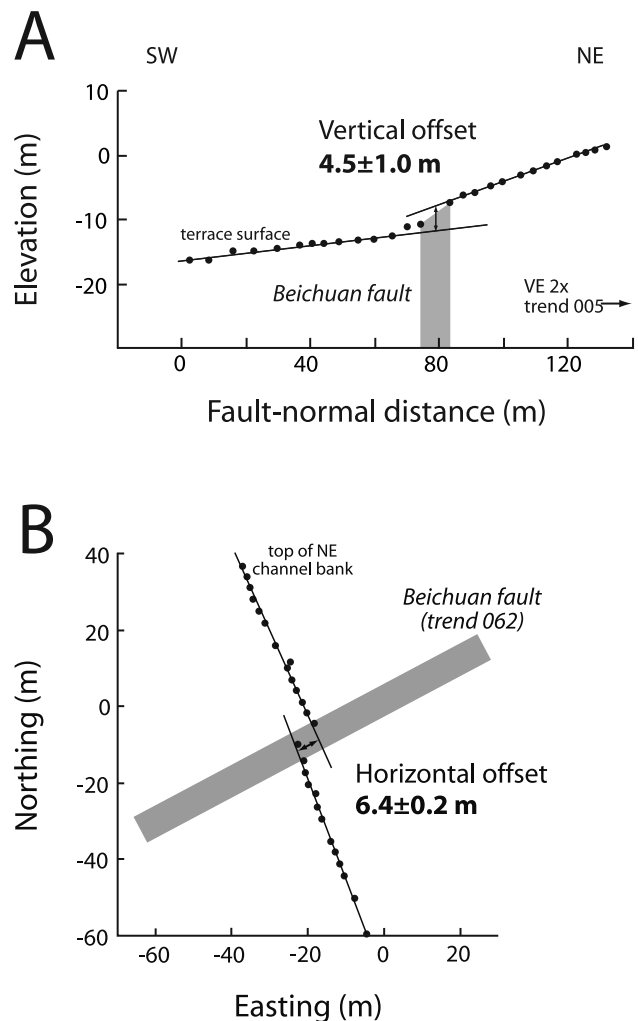 A
SW
NE
10
0
-10
-20
Elevation (m)
Vertical offset
4.5±1.0 m
terrace surface
Beichuan fault
VE 2x
trend 005
0
40
80
120
Fault-normal distance (m)
B
40
20
0
-20
-40
-60
Northing (m)
top of NE
channel bank
Beichuan fault
(trend 062)
Horizontal offset
6.4±0.2 m
-60
-40
-20
0
20
Easting (m)